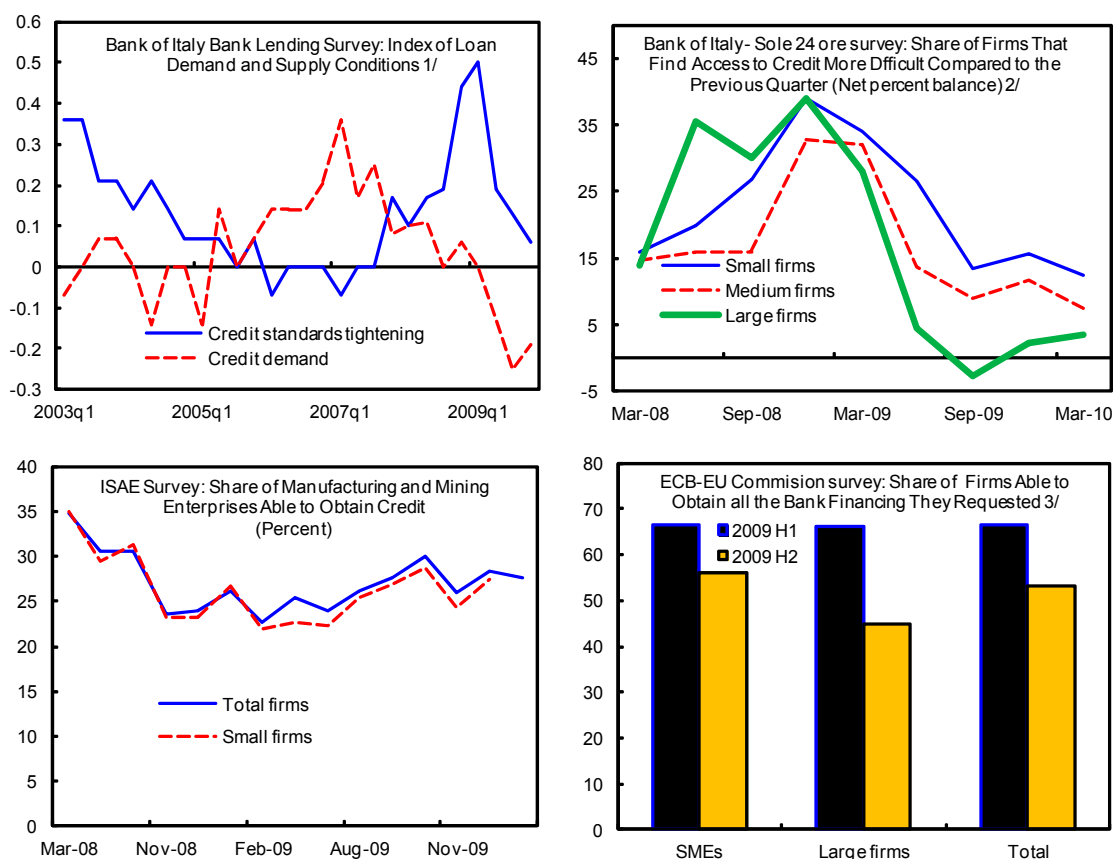 0.6
0.5
0.4
0.3
0.2
0.1
0
-0.1
-0.2
-0.3
Bank of Italy Bank Lending Survey: Index of Loan
Demand and Supply Conditions 1/
Credit standards tightening
Credit demand
2003q1 2005q1 2007q1 2009q1
45
35
25
15
5
-5
Bank of Italy- Sole 24 ore survey: Share of Firms That
Find Access to Credit More Dfficult Compared to the
Previous Quarter (Net percent balance) 2/
Small firms
Medium firms
Large firms
Mar-08 Sep-08 Mar-09 Sep-09 Mar-10
40
35
30
25
20
15
10
5
0
ISAE Survey: Share of Manufacturing and Mining
Enterprises Able to Obtain Credit
(Percent)
Total firms
Small firms
Mar-08 Nov-08 Feb-09 Aug-09 Nov-09
80
70
60
50
40
30
20
10
0
ECB-EU Commision survey: Share of Firms Able to
Obtain all the Bank Financing They Requested 3/
2009 H1
2009 H2
SMEs Large firms Total